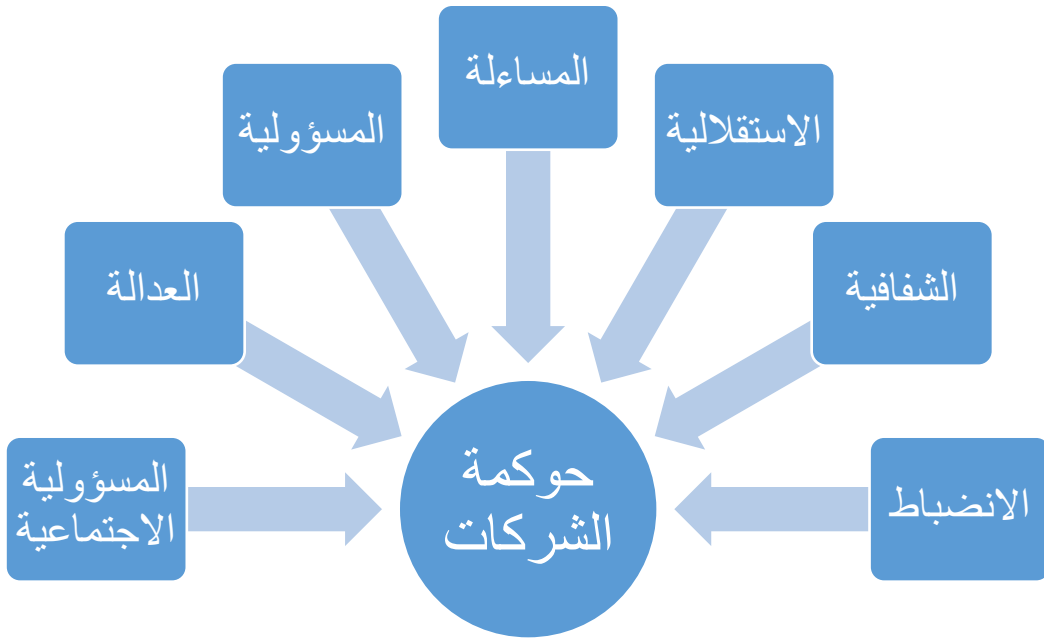 المساءلة
الاستقلالية
المسؤولية
الشفافية
العدالة
الانضباط
المسؤولية
الاجتماعية
حوكمة
الشركات